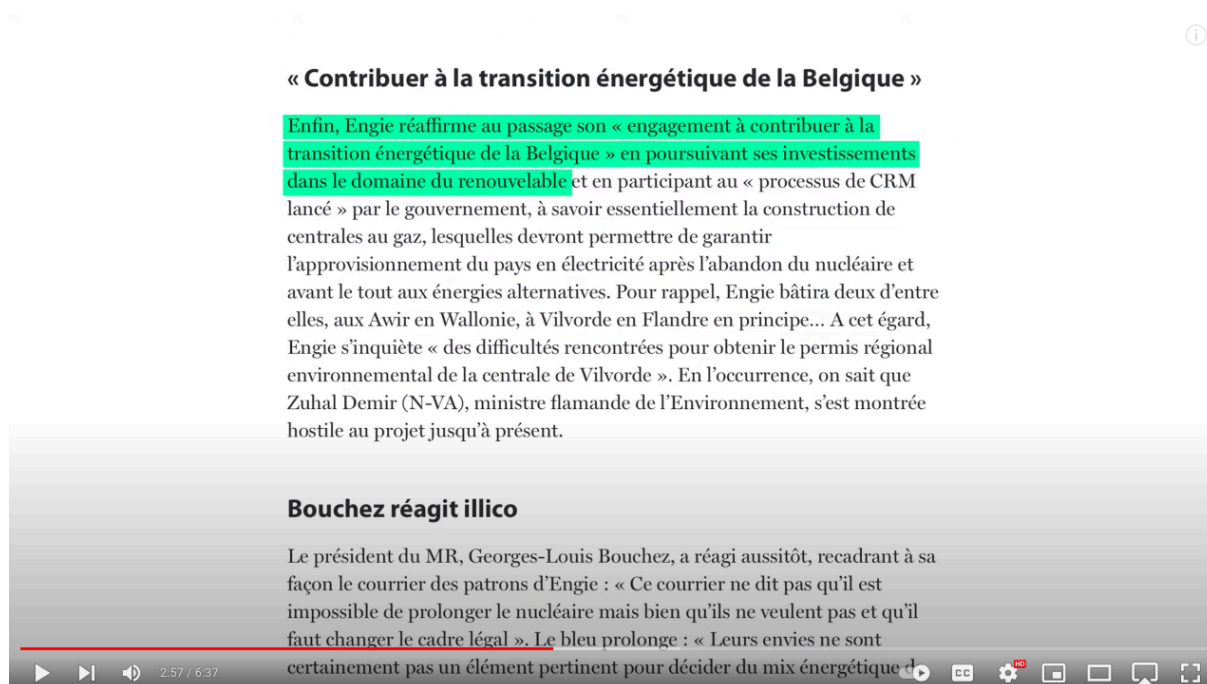 « Contribuer à la transition énergétique de la Belgique »
Enfin, Engie réaffirme au passage son « engagement à contribuer à la
transition énergétique de la Belgique » en poursuivant ses investissements
dans le domaine du renouvelable et en participant au « processus de CRM
lancé » par le gouvernement, à savoir essentiellement la construction de
centrales au gaz, lesquelles devront permettre de garantir
l’approvisionnement du pays en électricité après l’abandon du nucléaire et
avant le tout aux énergies alternatives. Pour rappel, Engie bâtira deux d’entre
elles, aux Awir en Wallonie, à Vilvorde en Flandre en principe… A cet égard,
Engie s’inquiète « des difficultés rencontrées pour obtenir le permis régional
environnemental de la centrale de Vilvorde ». En l’occurrence, on sait que
Zuhal Demir (N-VA), ministre flamande de l’Environnement, s’est montrée
hostile au projet jusqu’à présent.
Bouchez réagit illico
Le président du MR, Georges-Louis Bouchez, a réagi aussitôt, recadrant à sa
façon le courrier des patrons d’Engie : « Ce courrier ne dit pas qu’il est
impossible de prolonger le nucléaire mais bien qu’ils ne veulent pas et qu’il
faut changer le cadre légal ». Le bleu prolonge : « Leurs envies ne sont
certainement pas un élément pertinent pour décider du mix énergétique
2:57 / 6:37
CC
HD